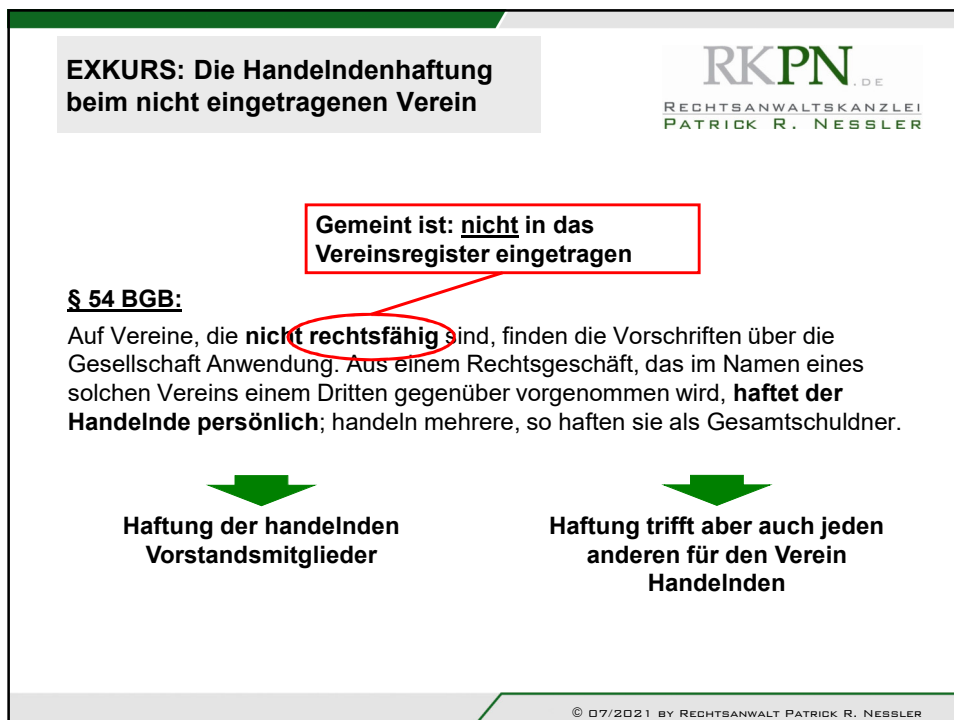 EXKURS: Die Handelndenhaftung
beim nicht eingetragenen Verein
RKPN.DE
RECHTSANWALTSKANZLEI
PATRICK R. NESSLER
Gemeint ist: nicht in das
Vereinsregister eingetragen
§ 54 BGB:
Auf Vereine, die nicht rechtsfähig sind, finden die Vorschriften über die
Gesellschaft Anwendung. Aus einem Rechtsgeschäft, das im Namen eines
solchen Vereins einem Dritten gegenüber vorgenommen wird, haftet der
Handelnde persönlich; handeln mehrere, so haften sie als Gesamtschuldner.
Haftung der handelnden
Vorstandsmitglieder
Haftung trifft aber auch jeden
anderen für den Verein
Handelnden
© 07/2021 BY RECHTSANWALT PATRICK R. NESSLER